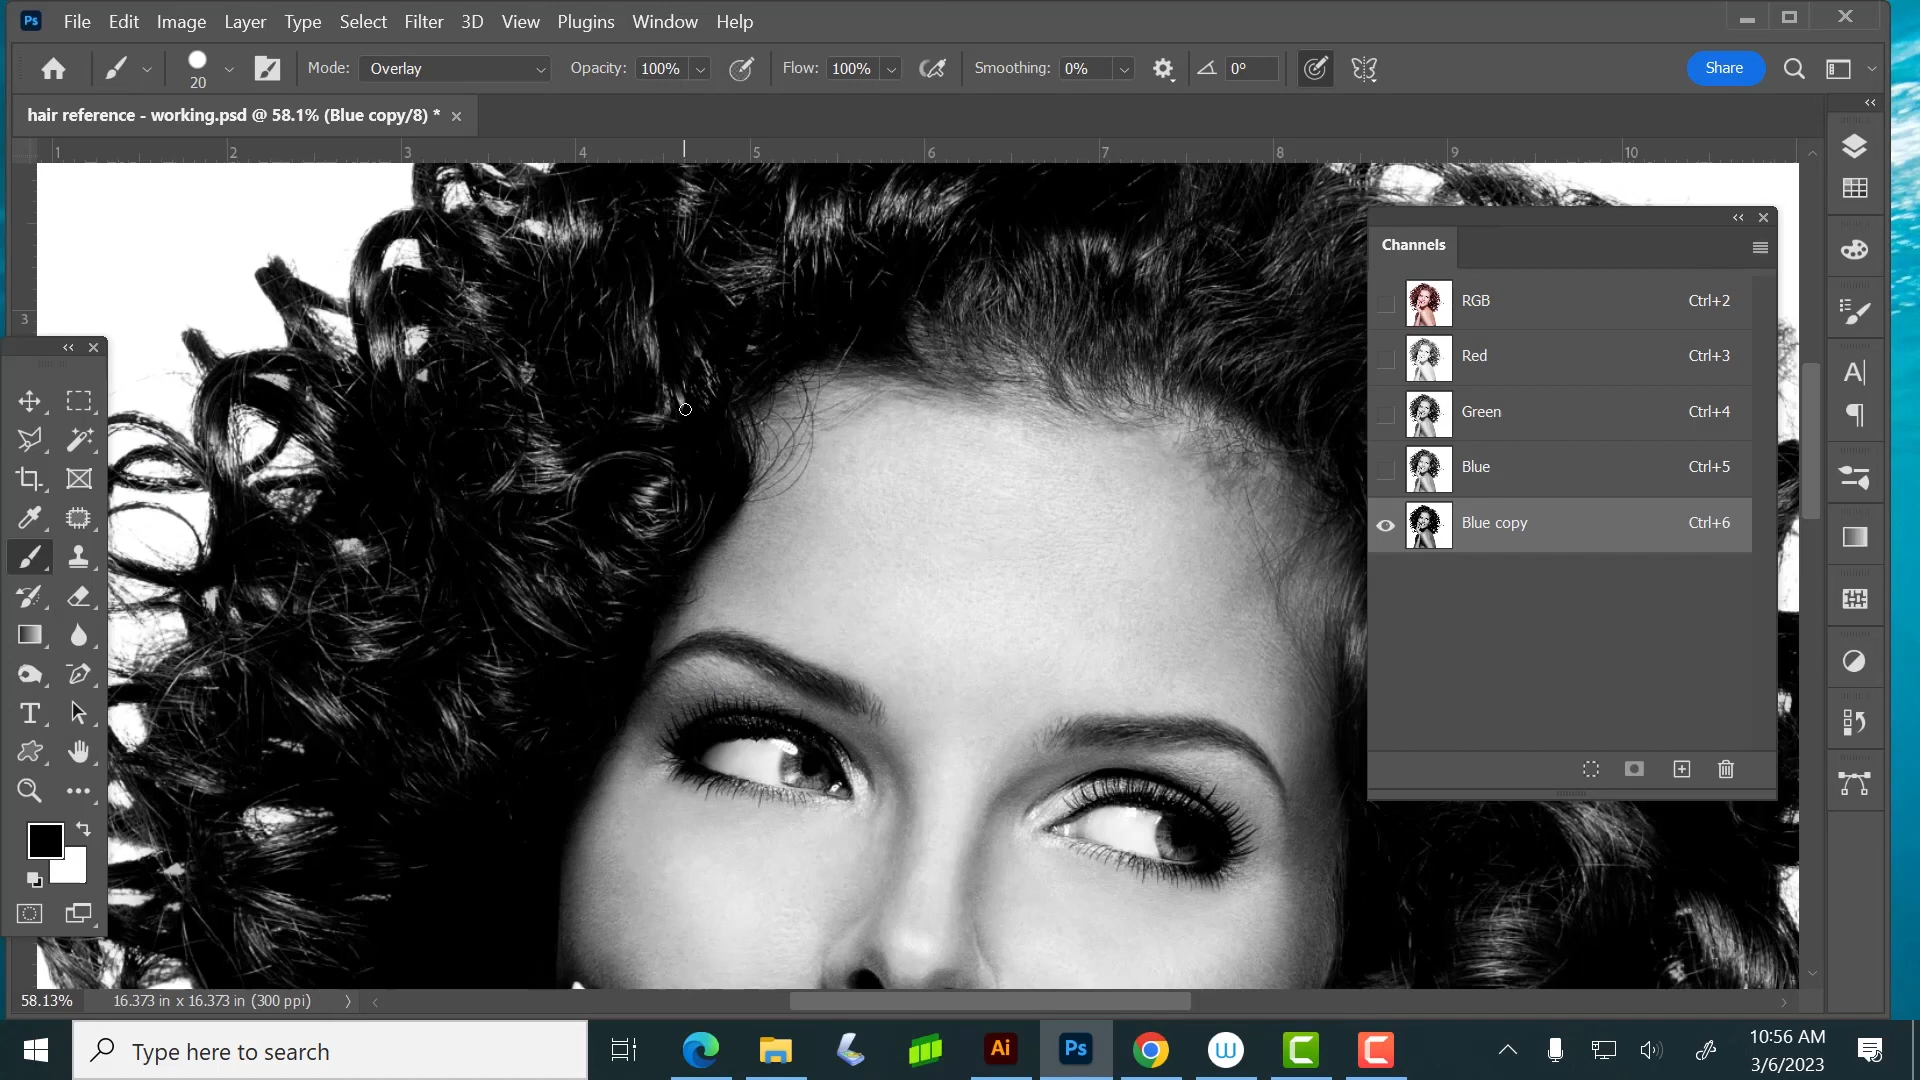 Ps File Edit Image Layer Type Select Filter 3D View Plugins Window Help
20 Mode: Overlay Opacity: 100% Flow: 100% Smoothing: 0% 0° Share
hair reference - working.psd @ 58.1% (Blue copy/8) *
1 2 3 4 5 6 7 8 9 10
3
Channels
RGB Ctrl+2
Red Ctrl+3
Green Ctrl+4
Blue Ctrl+5
Blue copy Ctrl+6
58.13% 16.373 in x 16.373 in (300 ppi)
Type here to search
Ai Ps
10:56 AM
3/6/2023